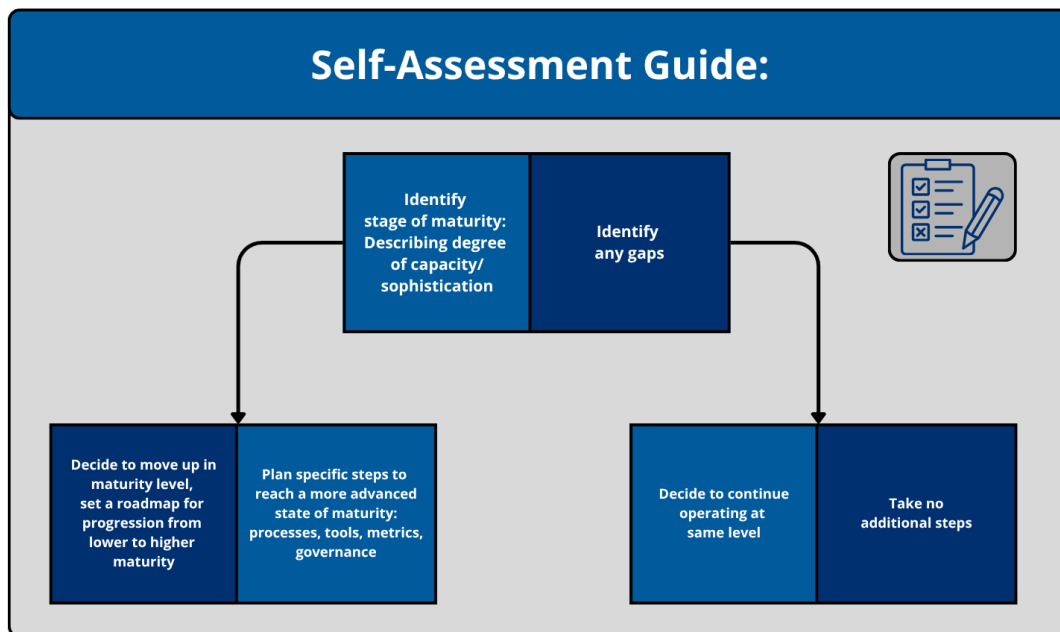 Self-Assessment Guide:
Identify
stage of maturity:
Describing degree
of capacity/
sophistication
Identify
any gaps
Decide to move up in
maturity level,
set a roadmap for
progression from
lower to higher
maturity
Plan specific steps to
reach a more advanced
state of maturity:
processes, tools, metrics,
governance
Decide to continue
operating at
same level
Take no
additional steps